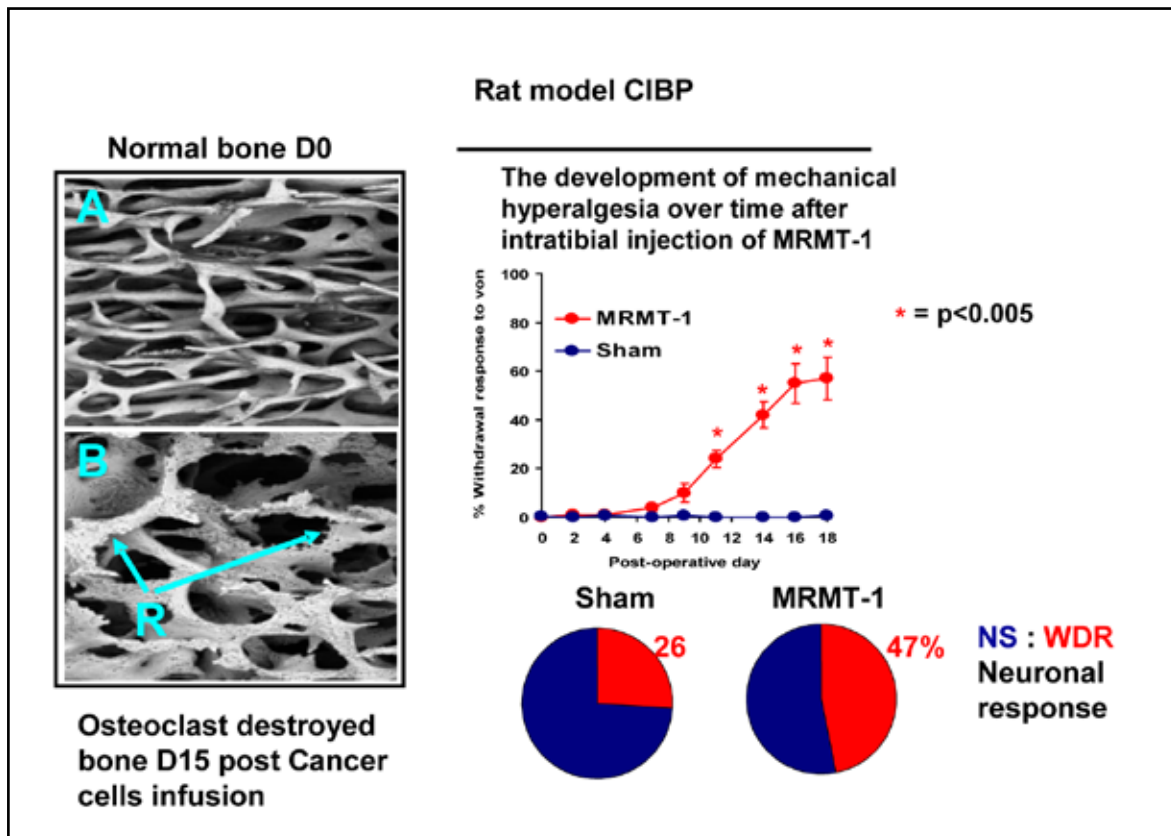 Rat model CIBP
Normal bone D0
A
B
R
Osteoclast destroyed
bone D15 post Cancer
cells infusion
The development of mechanical
hyperalgesia over time after
intratibial injection of MRMT-1
% Withdrawal response to von
100
80
60
40
20
0
MRMT-1
Sham
* = p<0.005
*
*
*
*
0 2 4 6 8 10 12 14 16 18
Post-operative day
Sham
26
MRMT-1
47%
NS : WDR
Neuronal
response